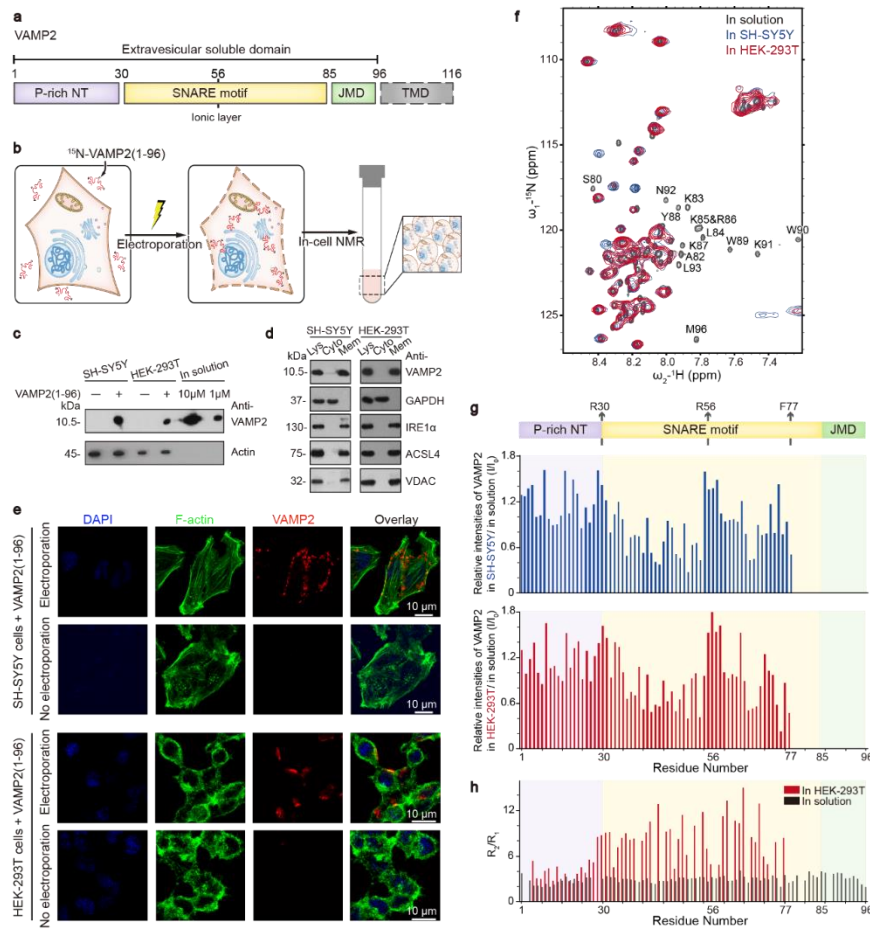 a
VAMP2
Extravesicular soluble domain
1 30 56 85 96 116
P-rich NT SNARE motif JMD TMD
Ionic layer
b
¹⁵N-VAMP2(1-96)
Electroporation
In-cell NMR
c
SH-SY5Y HEK-293T In solution
VAMP2(1-96) — + — + 10μM 1μM
kDa Anti-
10.5- VAMP2
45- Actin
d
SH-SY5Y HEK-293T
Lys Cyto Mem Lys Cyto Mem
kDa Anti-
10.5- VAMP2
37- GAPDH
130- IRE1α
75- ACSL4
32- VDAC
e
DAPI F-actin VAMP2 Overlay
SH-SY5Y cells + VAMP2(1-96)
Electroporation
10 μm
No electroporation
10 μm
HEK-293T cells + VAMP2(1-96)
Electroporation
10 μm
No electroporation
10 μm
f
In solution
In SH-SY5Y
In HEK-293T
ω₁-¹⁵N (ppm)
110
115
120
125
S80
N92
K83
Y88
K85&R86
L84
K87
W89
K91
W90
A82
L93
M96
8.4 8.2 8.0 7.8 7.6 7.4
ω₂-¹H (ppm)
g
R30 R56 F77
P-rich NT SNARE motif JMD
Relative intensities of VAMP2
in SH-SY5Y/ in solution (I/I₀)
1.8
1.2
0.6
0
Relative intensities of VAMP2
in HEK-293T/ in solution (I/I₀)
1.8
1.2
0.6
0
1 30 56 77 85 96
Residue Number
h
In HEK-293T
In solution
R₂/R₁
12
8
4
0
1 30 56 77 85 96
Residue Number